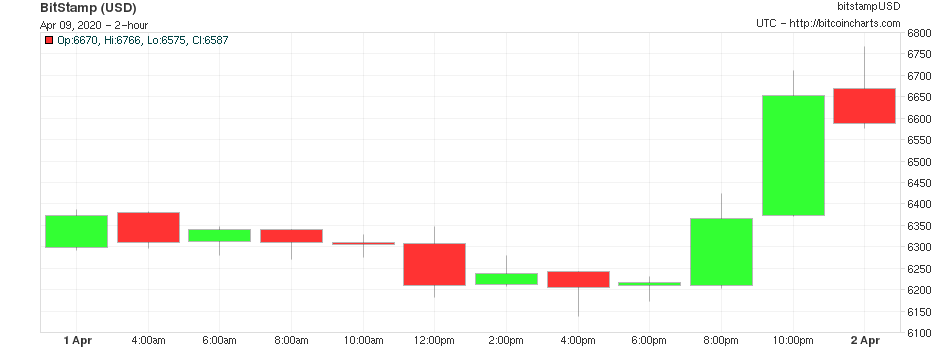 BitStamp (USD)
bitstampUSD
Apr 09, 2020 - 2-hour
UTC - http://bitcoincharts.com
Op:6670, Hi:6766, Lo:6575, Cl:6587
6800
6750
6700
6650
6600
6550
6500
6450
6400
6350
6300
6250
6200
6150
6100
1 Apr
4:00am
6:00am
8:00am
10:00am
12:00pm
2:00pm
4:00pm
6:00pm
8:00pm
10:00pm
2 Apr